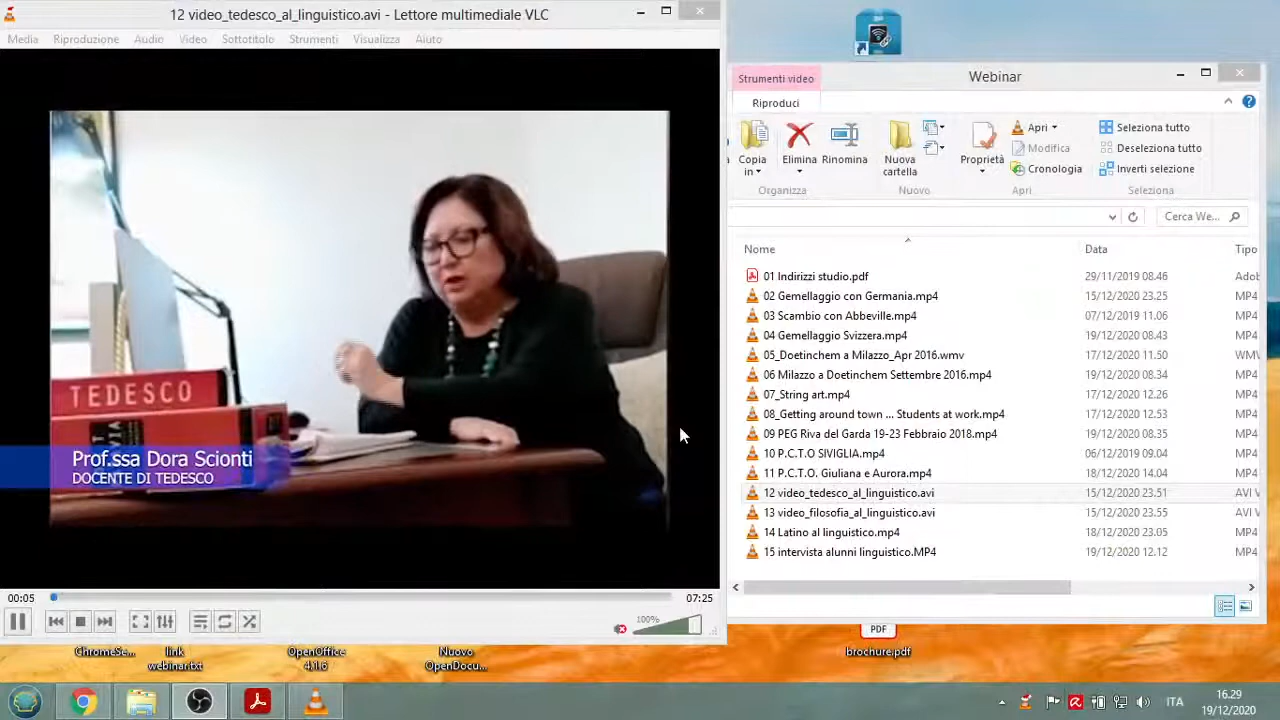 12 video_tedesco_al_linguistico.avi - Lettore multimediale VLC
Media Riproduzione Audio Video Sottotitolo Strumenti Visualizza Aiuto
TEDESCO
Prof.ssa Dora Scionti
DOCENTE DI TEDESCO
00:05
07:25
100%
Strumenti video
Webinar
Riproduci
Copia in
Elimina
Rinomina
Nuova cartella
Proprietà
Apri
Modifica
Cronologia
Seleziona tutto
Deseleziona tutto
Inverti selezione
Organizza
Nuovo
Apri
Seleziona
Cerca We...
Nome Data Tipo
01 Indirizzi studio.pdf 29/11/2019 08.46 Adob
02 Gemellaggio con Germania.mp4 15/12/2020 23.25 MP4
03 Scambio con Abbeville.mp4 07/12/2019 11.06 MP4
04 Gemellaggio Svizzera.mp4 19/12/2020 08.43 MP4
05_Doetinchem a Milazzo_Apr 2016.wmv 17/12/2020 11.50 WMV
06 Milazzo a Doetinchem Settembre 2016.mp4 19/12/2020 08.34 MP4
07_String art.mp4 17/12/2020 12.26 MP4
08_Getting around town ... Students at work.mp4 17/12/2020 12.53 MP4
09 PEG Riva del Garda 19-23 Febbraio 2018.mp4 19/12/2020 08.35 MP4
10 P.C.T.O SIVIGLIA.mp4 06/12/2020 09.04 MP4
11 P.C.T.O. Giuliana e Aurora.mp4 18/12/2020 14.04 MP4
12 video_tedesco_al_linguistico.avi 15/12/2020 23.51 AVI V
13 video_filosofia_al_linguistico.avi 15/12/2020 23.55 AVI V
14 Latino al linguistico.mp4 18/12/2020 23.05 MP4
15 intervista alunni linguistico.MP4 19/12/2020 12.12 MP4
ChromeSe...
link webinar.txt
OpenOffice 4.1.6
Nuovo OpenDocu...
PDF
brochure.pdf
ITA
16.29
19/12/2020